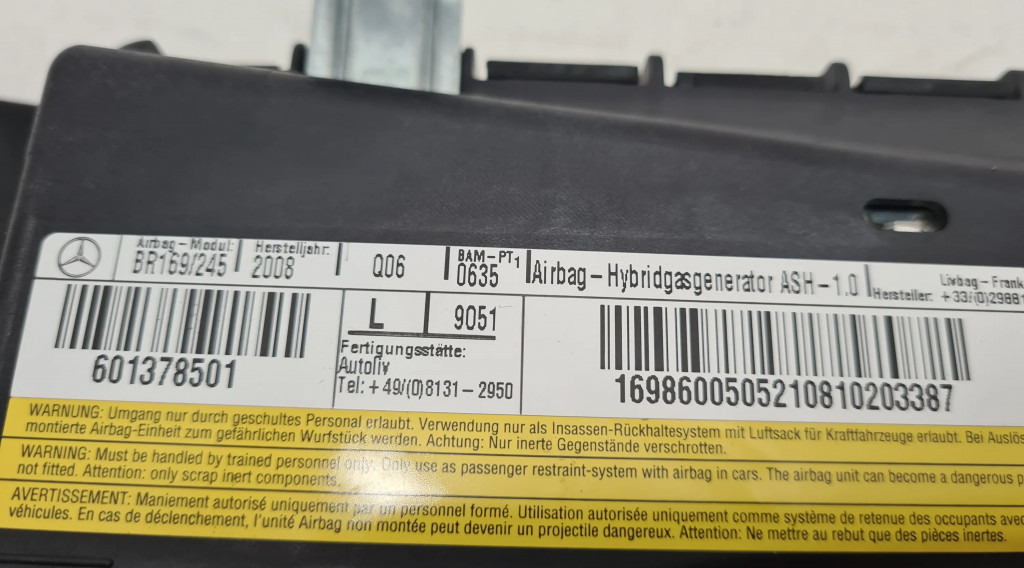 Airbag-Modul: BR169/245
Herstelljahr: 2008
Q06
BAM-PT1 0635
Airbag-Hybridgasgenerator ASH-1.0
Livbag-Frank
Hersteller: +33/(0)29881
601378501
L 9051
Fertigungsstätte:
Autoliv
Tel: +49/(0)8131-2950
1698600505210810203387
WARNUNG: Umgang nur durch geschultes Personal erlaubt. Verwendung nur als Insassen-Rückhaltesystem mit Luftsack für Kraftfahrzeuge erlaubt. Bei Auslös
montierte Airbag-Einheit zum gefährlichen Wurfstück werden. Achtung: Nur inerte Gegenstände verschrotten.
WARNING: Must be handled by trained personnel only. Only use as passenger restraint-system with airbag in cars. The airbag unit can become a dangerous p
not fitted. Attention: only scrap inert components.
AVERTISSEMENT: Maniement autorisé uniquement par un personnel formé. Utilisation autorisée uniquement comme système de retenue des occupants avec
véhicules. En cas de déclenchement, l'unité Airbag non montée peut devenir un projectile dangereux. Attention: Ne mettre au rebut que des pièces inertes.